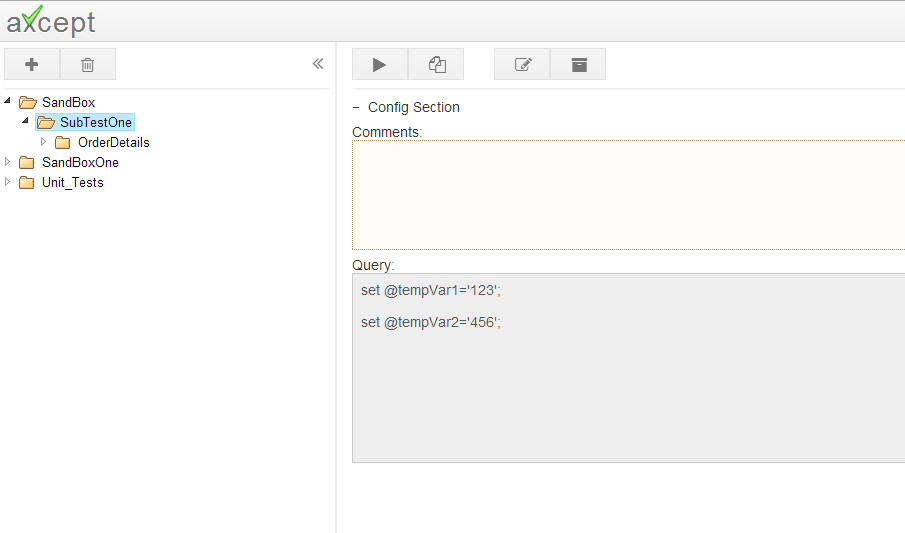 axcept
SandBox
SubTestOne
OrderDetails
SandBoxOne
Unit_Tests
Config Section
Comments:
Query:
set @tempVar1='123';
set @tempVar2='456';